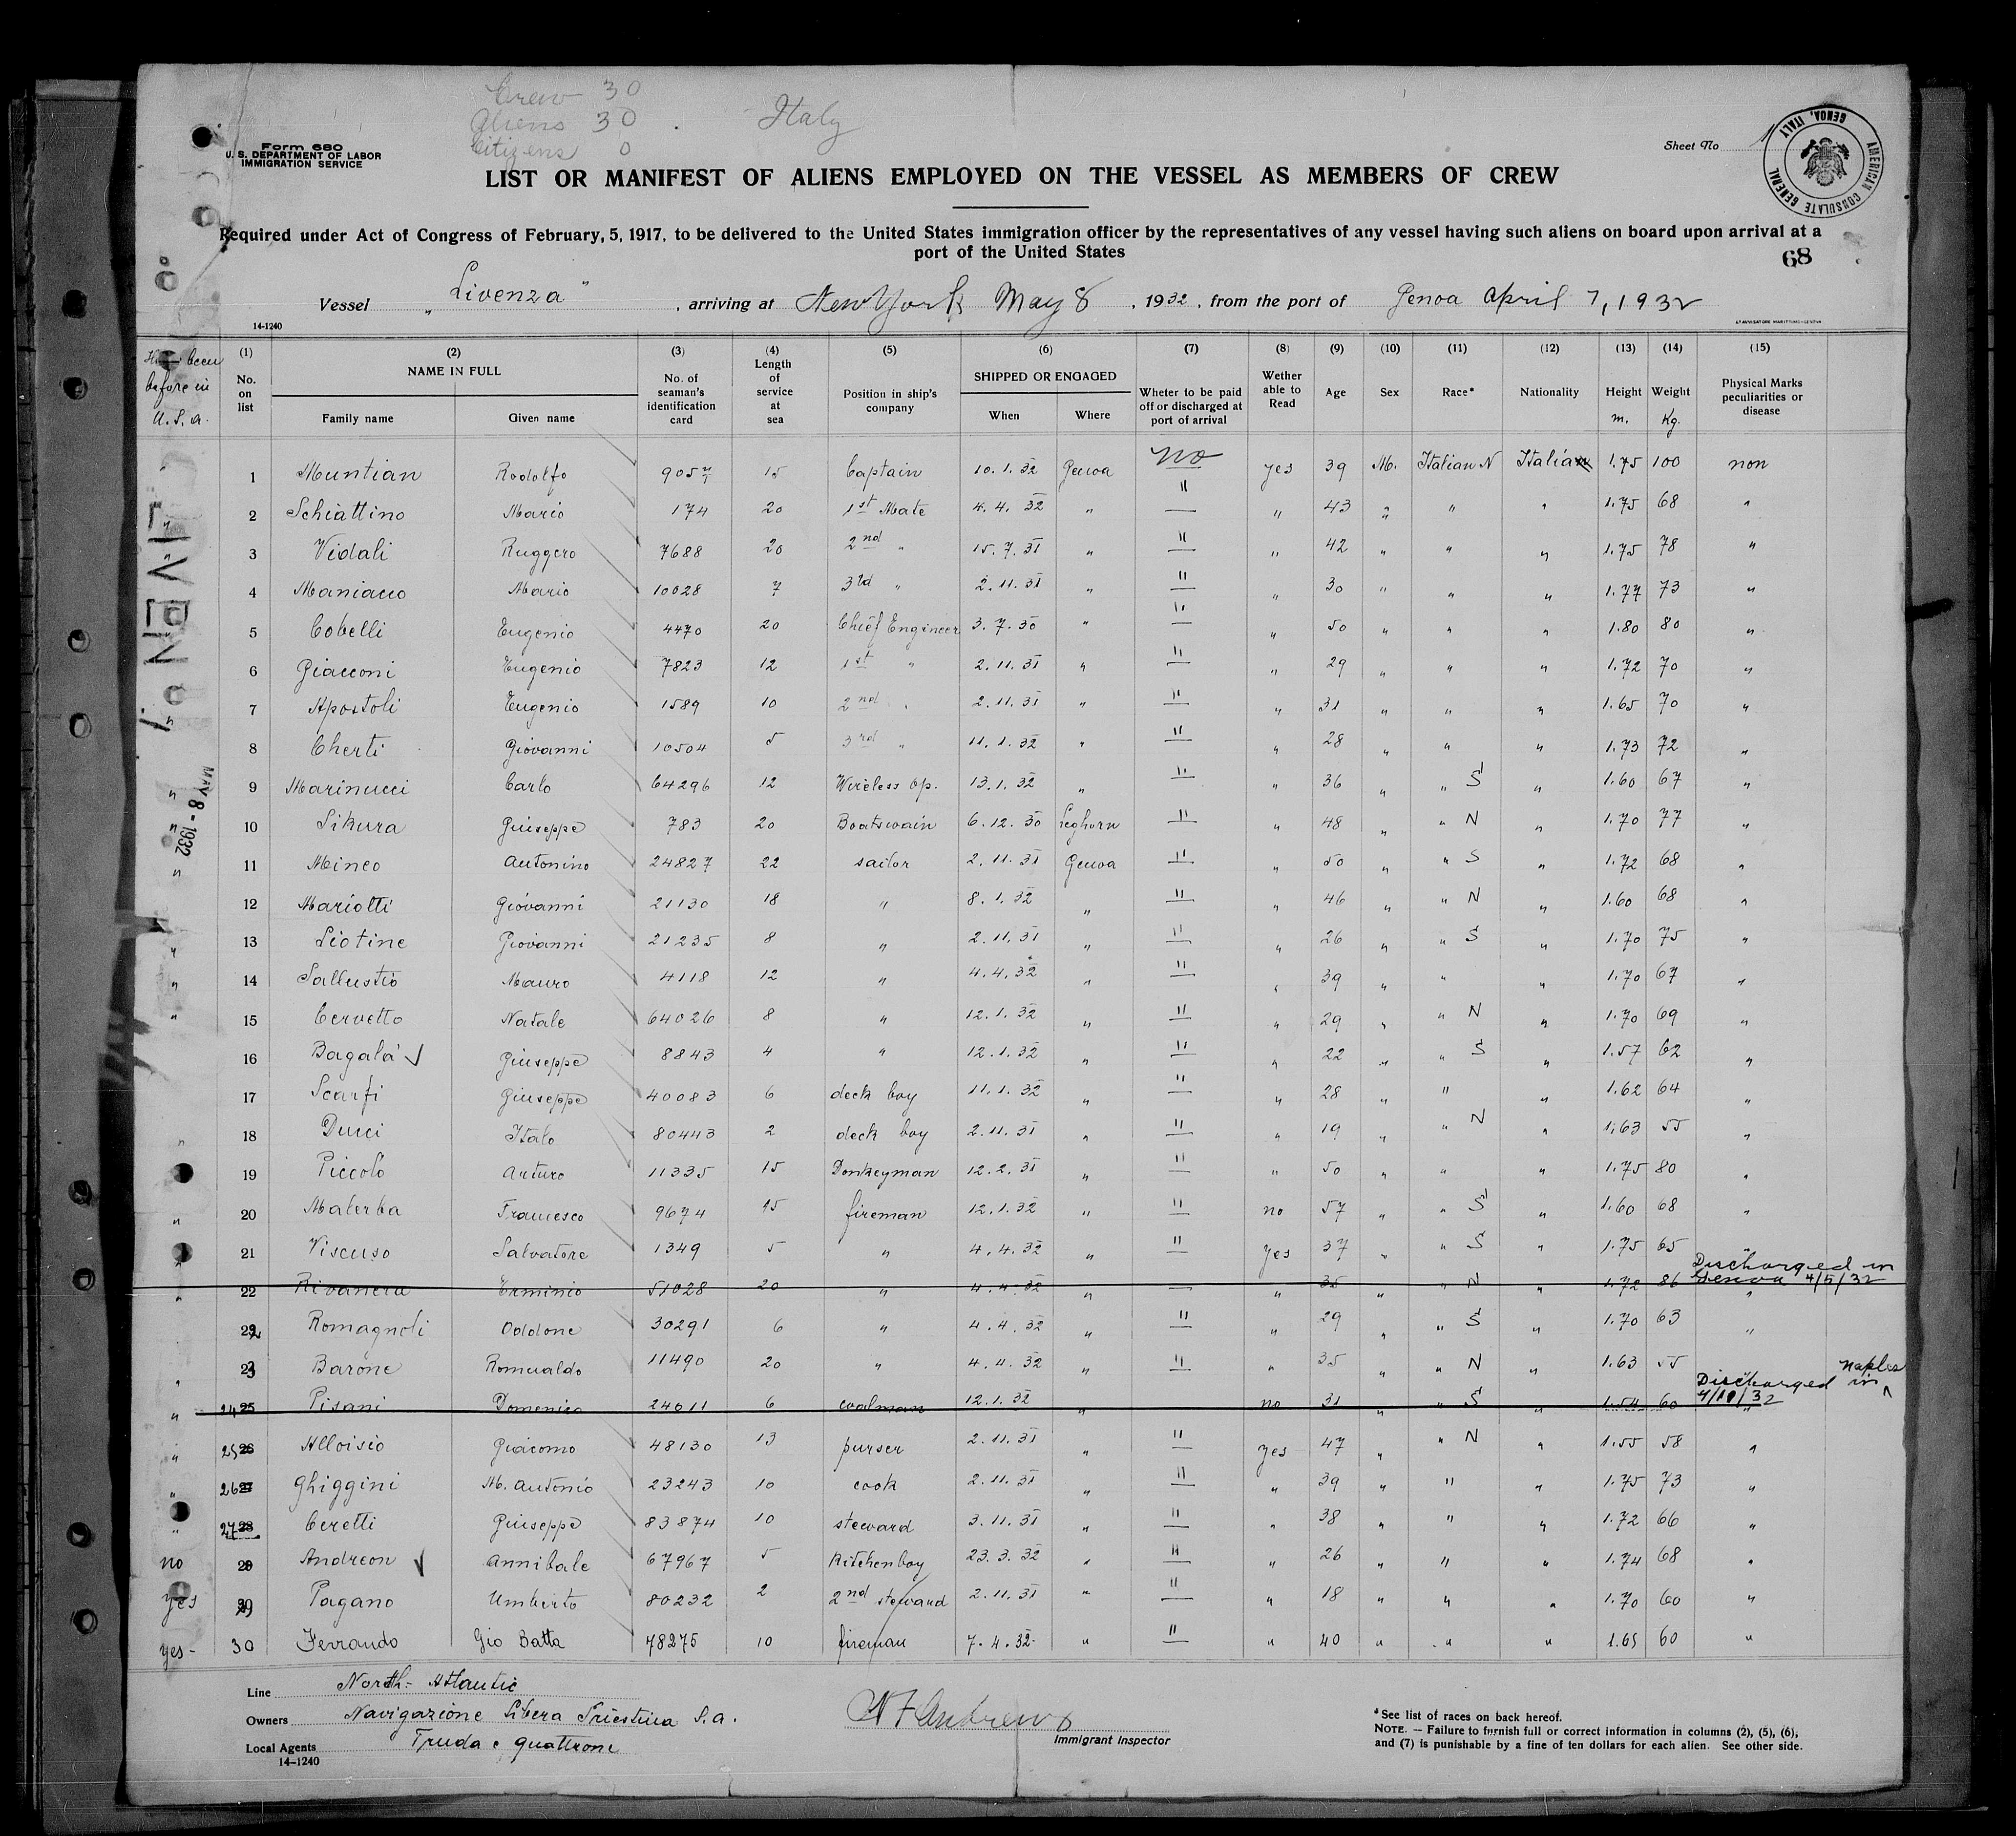 Crew 30
Aliens 30
Citizens 0
Italy
Form 680
U. S. DEPARTMENT OF LABOR
IMMIGRATION SERVICE
Sheet No 1
AMERICAN CONSULATE GENERAL GENOA, ITALY
LIST OR MANIFEST OF ALIENS EMPLOYED ON THE VESSEL AS MEMBERS OF CREW
Required under Act of Congress of February, 5, 1917, to be delivered to the United States immigration officer by the representatives of any vessel having such aliens on board upon arrival at a
port of the United States
68
Vessel "Livenza", arriving at New York May 8, 1932, from the port of Genoa April 7, 1932
14-1240
been before in U.S.A.
(1) No. on list
(2) NAME IN FULL Family name Given name
(3) No. of seaman's identification card
(4) Length of service at sea
(5) Position in ship's company
(6) SHIPPED OR ENGAGED When Where
(7) Wheter to be paid off or discharged at port of arrival
(8) Wether able to Read
(9) Age
(10) Sex
(11) Race*
(12) Nationality
(13) Height m.
(14) Weight Kg.
(15) Physical Marks peculiarities or disease
LIVENZA
MAY 8 - 1932
1 Muntian Rodolfo 9057 15 Captain 10.1.32 Genoa no yes 39 M. Italian N Italian 1.75 100 non
2 Schiattino Mario 174 20 1st Mate 4.4.32 " " " 43 " " " 1.75 68 "
3 Vidali Ruggero 7688 20 2nd " 15.7.31 " " " 42 " " " 1.75 78 "
4 Maniacco Mario 10028 7 3rd " 2.11.31 " " " 30 " " " 1.77 73 "
5 Cobelli Eugenio 4470 20 Chief Engineer 3.7.30 " " " 50 " " " 1.80 80 "
6 Giacconi Eugenio 7823 12 1st " 2.11.31 " " " 29 " " " 1.72 70 "
7 Apostoli Eugenio 1589 10 2nd " 2.11.31 " " " 31 " " " 1.65 70 "
8 Cherti Giovanni 10504 5 3rd " 11.1.32 " " " 28 " " " 1.73 72 "
" 9 Marinucci Carlo 64296 12 Wireless op. 13.1.32 " " " 36 " " S " 1.60 67 "
" 10 Sikura Giuseppe 783 20 Boatswain 6.12.30 Leghorn " " 48 " " N " 1.70 77 "
" 11 Mineo Antonino 24827 22 sailor 2.11.31 Genoa " " 50 " " S " 1.72 68 "
12 Mariotti Giovanni 21130 18 " 8.1.32 " " " 46 " " N " 1.60 68 "
" 13 Liotine Giovanni 21235 8 " 2.11.31 " " " 26 " " S " 1.70 75 "
" 14 Sallustio Mauro 4118 12 " 4.4.32 " " " 39 " " " 1.70 67 "
" 15 Cervetto Natale 64026 8 " 12.1.32 " " " 29 " " N " 1.70 69 "
16 Bagalà Giuseppe 8843 4 " 12.1.32 " " " 22 " " S " 1.57 62 "
17 Scarfi Giuseppe 40083 6 deck boy 11.1.32 " " " 28 " " " 1.62 64 "
" 18 Ducci Italo 80443 2 deck boy 2.11.31 " " " 19 " " N " 1.63 55 "
19 Piccolo Arturo 11335 15 Donkeyman 12.2.31 " " " 50 " " " 1.75 80 "
" 20 Malerba Francesco 9674 15 fireman 12.1.32 " " no 57 " " S " 1.60 68 "
21 Viscuso Salvatore 1349 5 " 4.4.32 " " yes 37 " " S " 1.75 65
Discharged in Genoa 4/5/32
" 22 Rivanera Erminio 51028 20 " 4.4.32 " " 35 " " N " 1.72 86 "
22 Romagnoli Oddone 30291 6 " 4.4.32 " " " 29 " " S " 1.70 63 "
" 23 Barone Romualdo 11490 20 " 4.4.32 " " " 35 " " N " 1.63 55
Discharged in Naples 4/10/32
" 24 25 Pisani Domenico 24611 6 coalman 12.1.32 " no 31 " " S " 1.54 60 "
" 25 26 Alloisio Giacomo 48130 13 purser 2.11.31 " yes 47 " " N " 1.55 58 "
" 26 27 Ghiggini M. Antonio 23243 10 cook 2.11.31 " " " 39 " " " 1.75 73 "
" 27 28 Ceretti Giuseppe 83874 10 steward 3.11.31 " " " 38 " " " 1.72 66 "
no 28 Andreon Annibale 67967 5 Kitchenboy 23.3.32 " " " 26 " " " 1.74 68 "
yes 29 Pagano Umberto 80232 2 2nd steward 2.11.31 " " " 18 " " " 1.70 60 "
yes - 30 Ferrando Gio Batta 48275 10 fireman 7.4.32 " " " 40 " " " 1.65 60 "
Line North-Atlantic
Owners Navigazione Libera Triestina S.a.
Local Agents Truda e Quattrone
14-1240
Andrews
Immigrant Inspector
*See list of races on back hereof.
NOTE. — Failure to furnish full or correct information in columns (2), (5), (6),
and (7) is punishable by a fine of ten dollars for each alien. See other side.